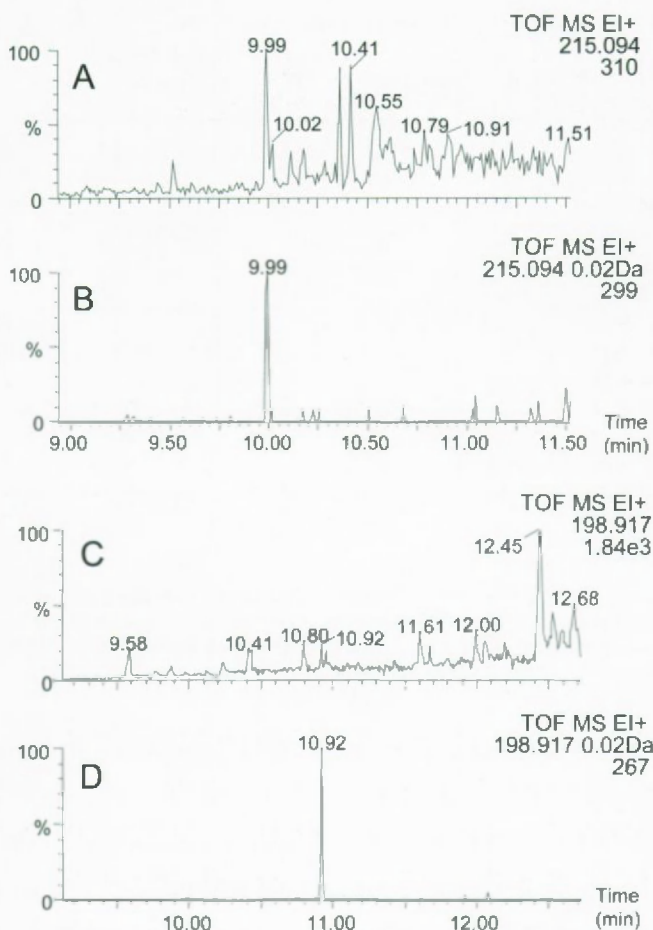 TOF MS EI+
215.094
310
A
100
%
0
9.99
10.02
10.41
10.55
10.79
10.91
11.51
TOF MS EI+
215.094 0.02Da
299
B
100
%
0
9.99
9.00 9.50 10.00 10.50 11.00 11.50 Time
(min)
TOF MS EI+
198.917
1.84e3
C
100
%
0
9.58
10.41
10.80
10.92
11.61
12.00
12.45
12.68
TOF MS EI+
198.917 0.02Da
267
D
100
%
0
10.92
10.00 11.00 12.00 Time
(min)